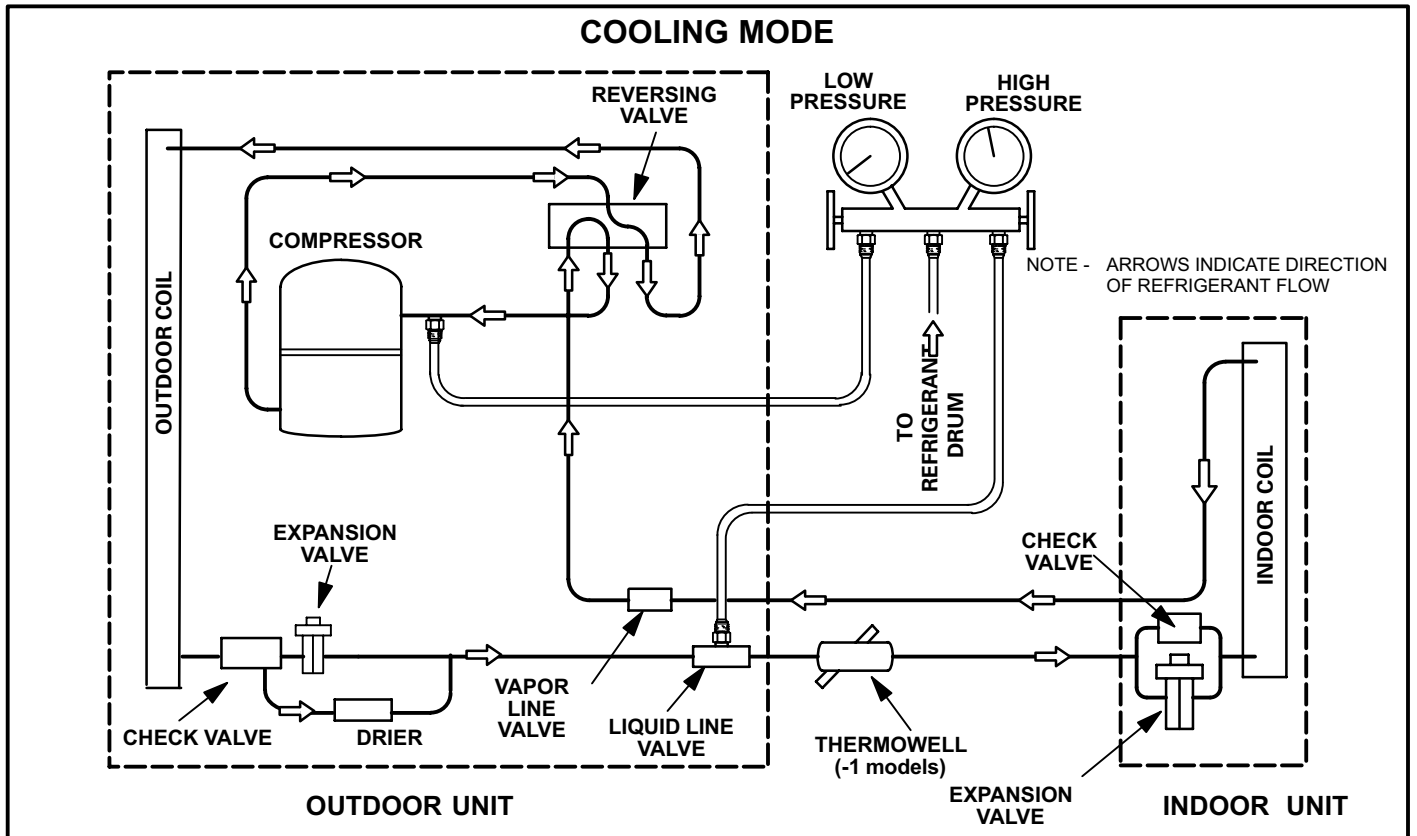 COOLING MODE
LOW
PRESSURE
HIGH
PRESSURE
REVERSING
VALVE
COMPRESSOR
OUTDOOR COIL
NOTE - ARROWS INDICATE DIRECTION
OF REFRIGERANT FLOW
TO
REFRIGERANT
DRUM
INDOOR COIL
EXPANSION
VALVE
CHECK
VALVE
CHECK VALVE
DRIER
VAPOR
LINE
VALVE
LIQUID LINE
VALVE
THERMOWELL
(-1 models)
EXPANSION
VALVE
OUTDOOR UNIT
INDOOR UNIT